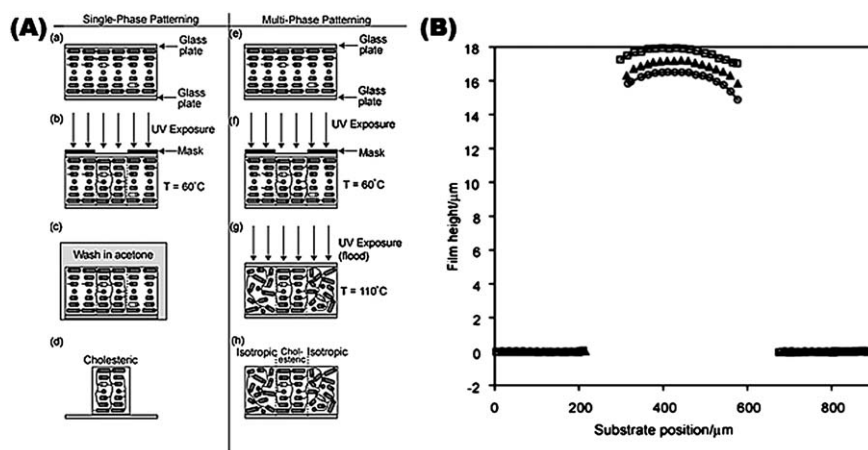 (A)
Single-Phase Patterning
Multi-Phase Patterning
(a)
Glass
plate
Glass
plate
(b)
UV Exposure
Mask
T = 60°C
(c)
Wash in acetone
(d)
Cholesteric
(e)
Glass
plate
Glass
plate
(f)
UV Exposure
Mask
T = 60°C
(g)
UV Exposure
(flood)
T = 110°C
(h)
Isotropic
Chol-
esteric
Isotropic
(B)
18
16
14
12
10
8
6
4
2
0
-2
Film height/μm
0
200
400
600
800
Substrate position/μm